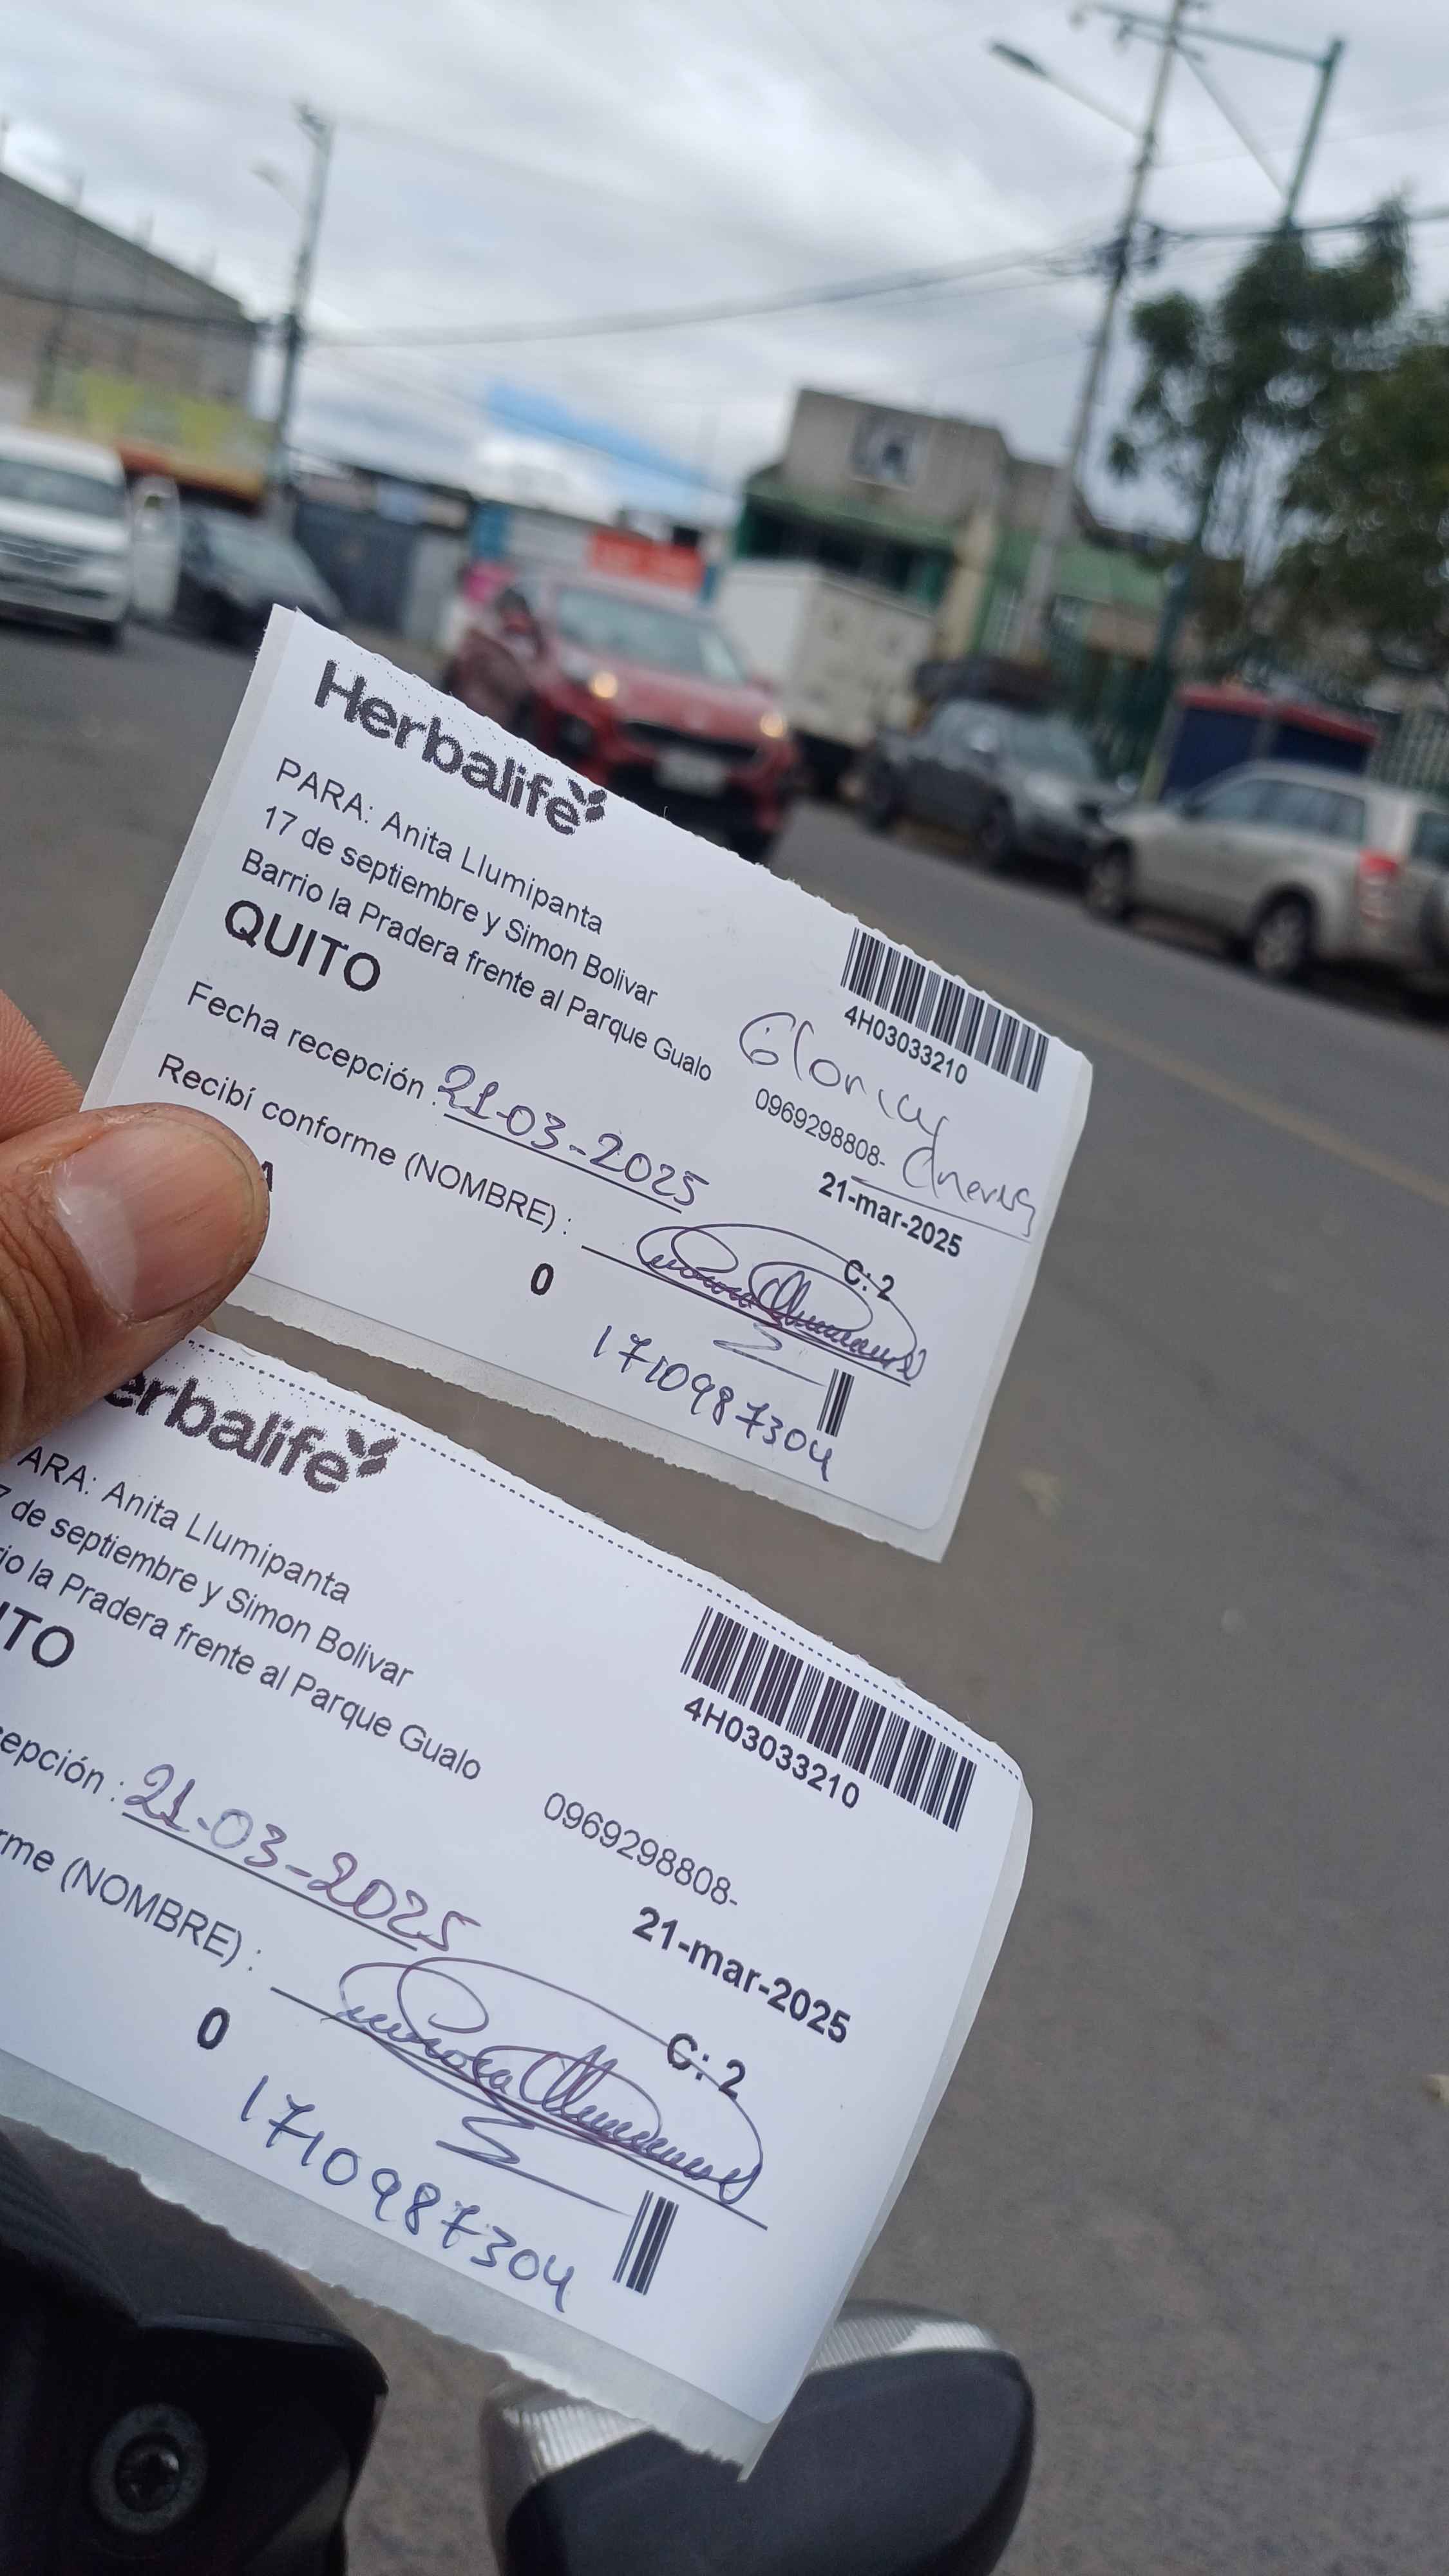 Herbalife
PARA: Anita Llumipanta
17 de septiembre y Simon Bolivar
Barrio la Pradera frente al Parque Gualo
QUITO
4H03033210
0969298808-
Fecha recepción : 21-03-2025
21-mar-2025
Recibí conforme (NOMBRE) :
C: 2
A
0
1710987304
erbalife
ARA: Anita Llumipanta
7 de septiembre y Simon Bolivar
rio la Pradera frente al Parque Gualo
ITO
4H03033210
0969298808-
cepción : 21-03-2025
21-mar-2025
rme (NOMBRE) :
C: 2
0
1710987304